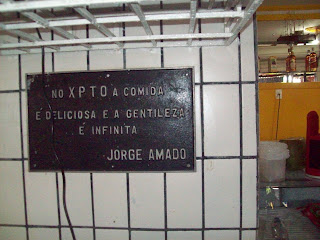 NO XPTO A COMIDA
É DELICIOSA E A GENTILEZA
É INFINITA
JORGE AMADO